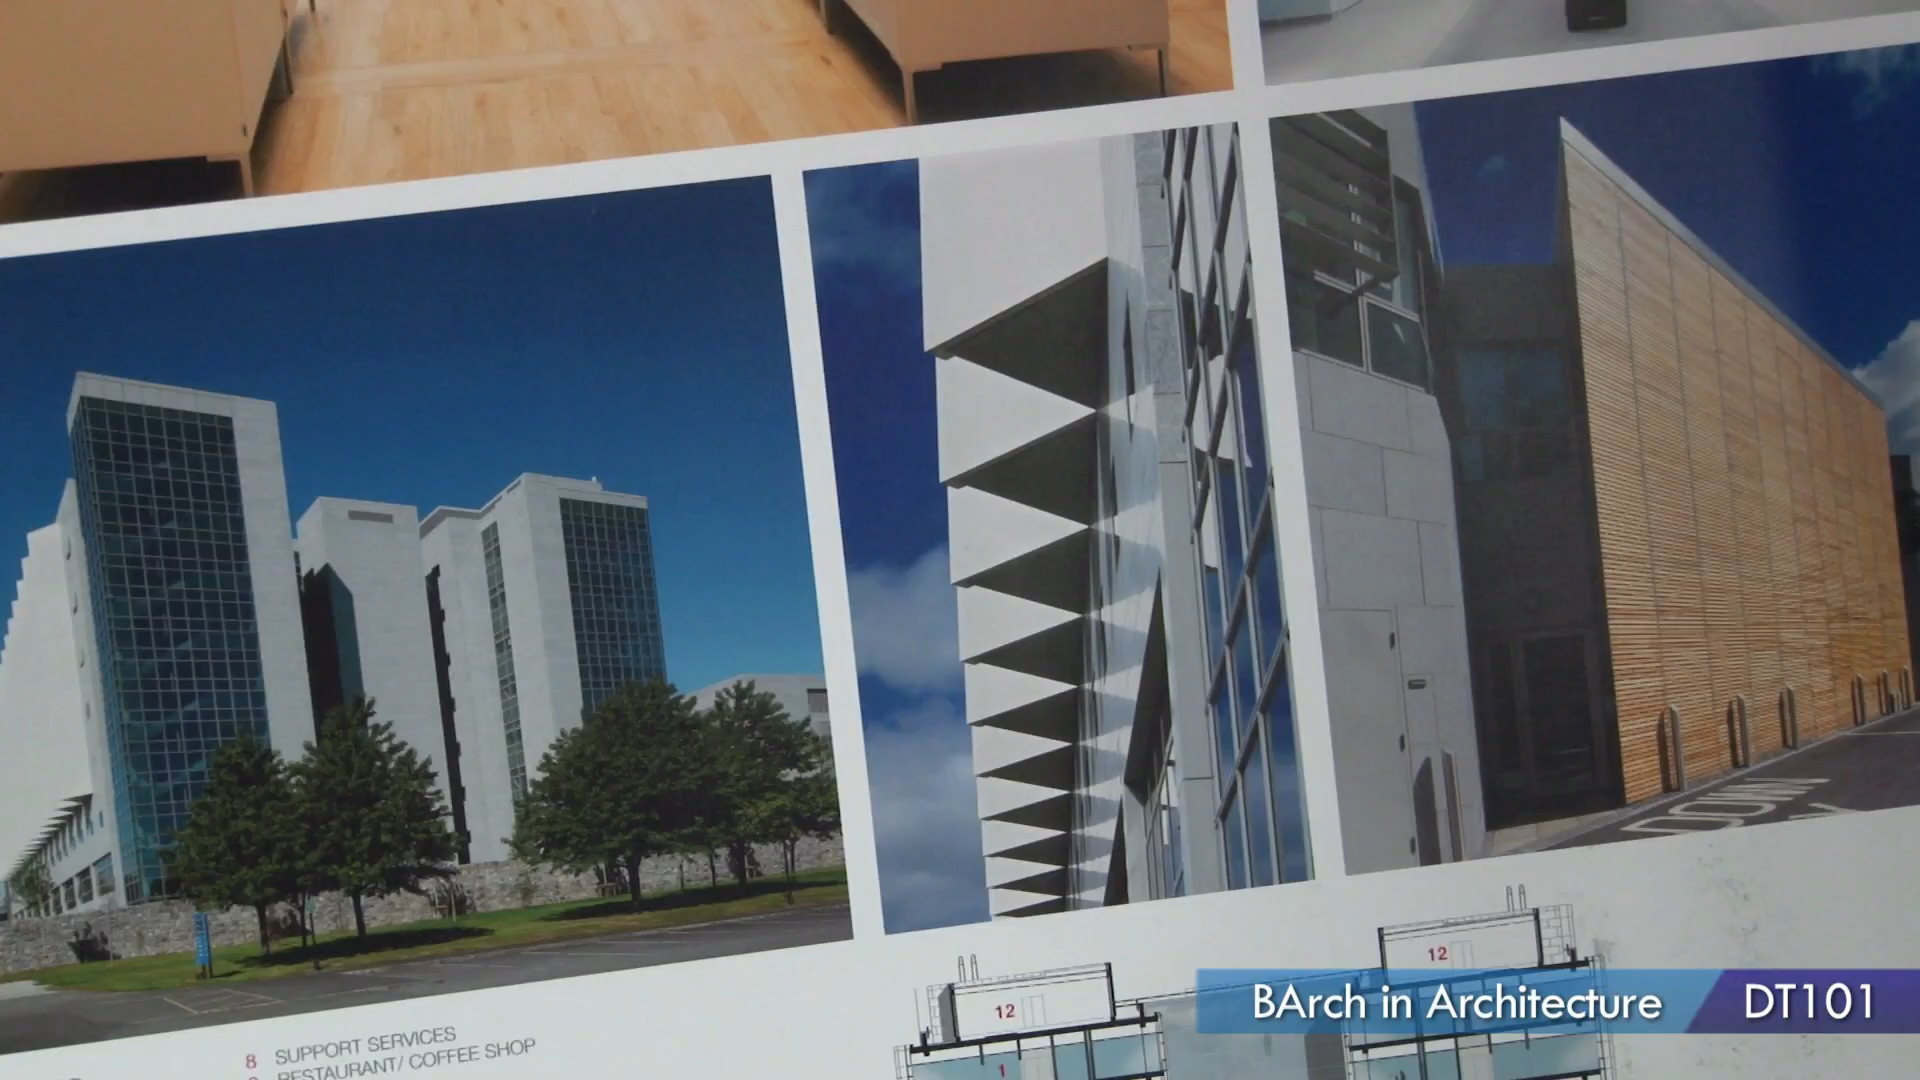 DOWN
12
12
1
8 SUPPORT SERVICES
RESTAURANT/ COFFEE SHOP
BArch in Architecture DT101